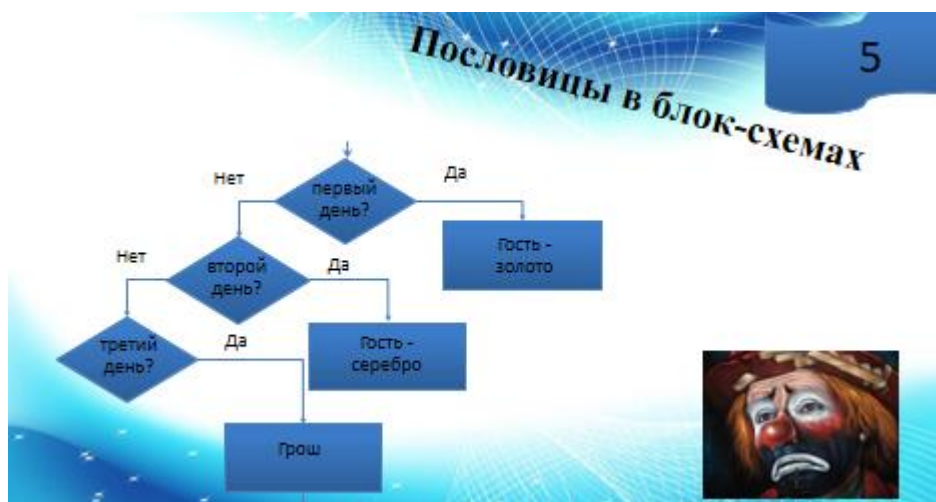 Пословицы в блок-схемах
5
Нет
Да
первый
день?
Гость -
золото
Нет
Да
второй
день?
Гость -
серебро
Да
третий
день?
Грош